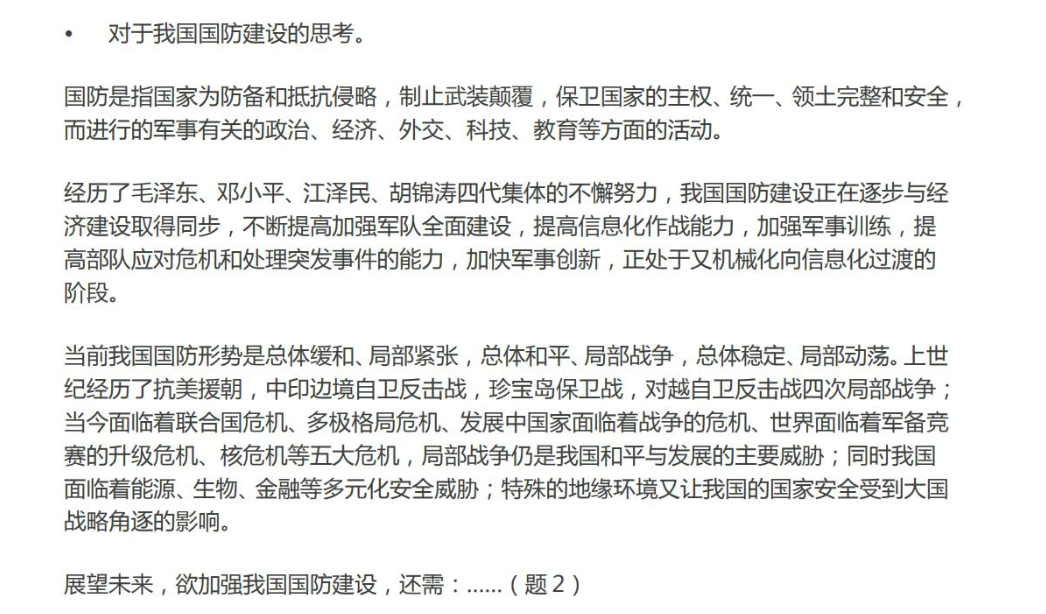 • 对于我国国防建设的思考。
国防是指国家为防备和抵抗侵略，制止武装颠覆，保卫国家的主权、统一、领土完整和安全，
而进行的军事有关的政治、经济、外交、科技、教育等方面的活动。
经历了毛泽东、邓小平、江泽民、胡锦涛四代集体的不懈努力，我国国防建设正在逐步与经
济建设取得同步，不断提高加强军队全面建设，提高信息化作战能力，加强军事训练，提
高部队应对危机和处理突发事件的能力，加快军事创新，正处于又机械化向信息化过渡的
阶段。
当前我国国防形势是总体缓和、局部紧张，总体和平、局部战争，总体稳定、局部动荡。上世
纪经历了抗美援朝，中印边境自卫反击战，珍宝岛保卫战，对越自卫反击战四次局部战争；
当今面临着联合国危机、多极格局危机、发展中国家面临着战争的危机、世界面临着军备竞
赛的升级危机、核危机等五大危机，局部战争仍是我国和平与发展的主要威胁；同时我国
面临着能源、生物、金融等多元化安全威胁；特殊的地缘环境又让我国的国家安全受到大国
战略角逐的影响。
展望未来，欲加强我国国防建设，还需：......（题 2）